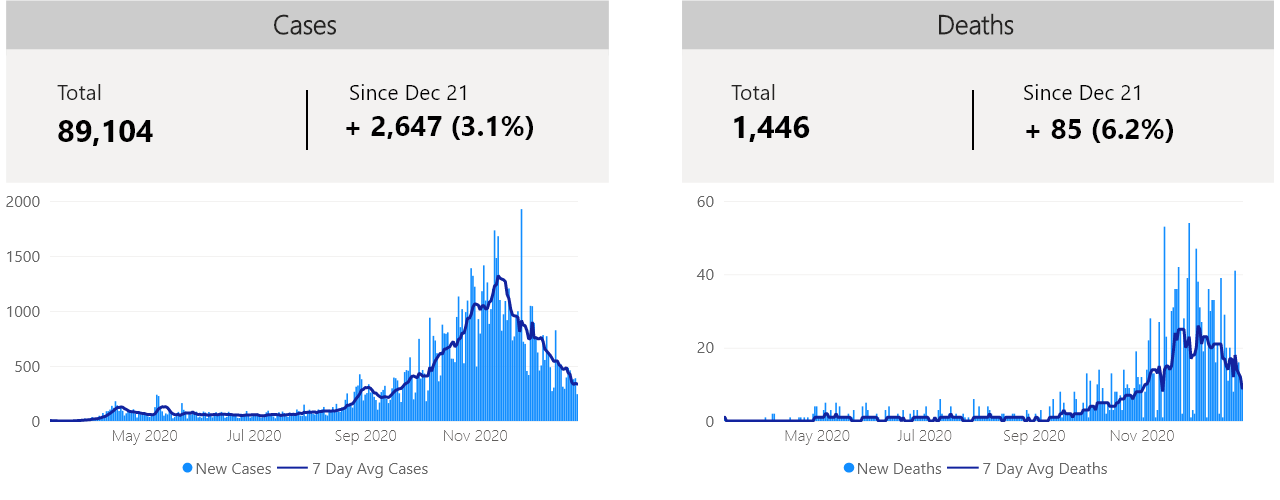 Cases
Total
89,104
Since Dec 21
+ 2,647 (3.1%)
2000
1500
1000
500
0
May 2020 Jul 2020 Sep 2020 Nov 2020
New Cases 7 Day Avg Cases
Deaths
Total
1,446
Since Dec 21
+ 85 (6.2%)
60
40
20
0
May 2020 Jul 2020 Sep 2020 Nov 2020
New Deaths 7 Day Avg Deaths